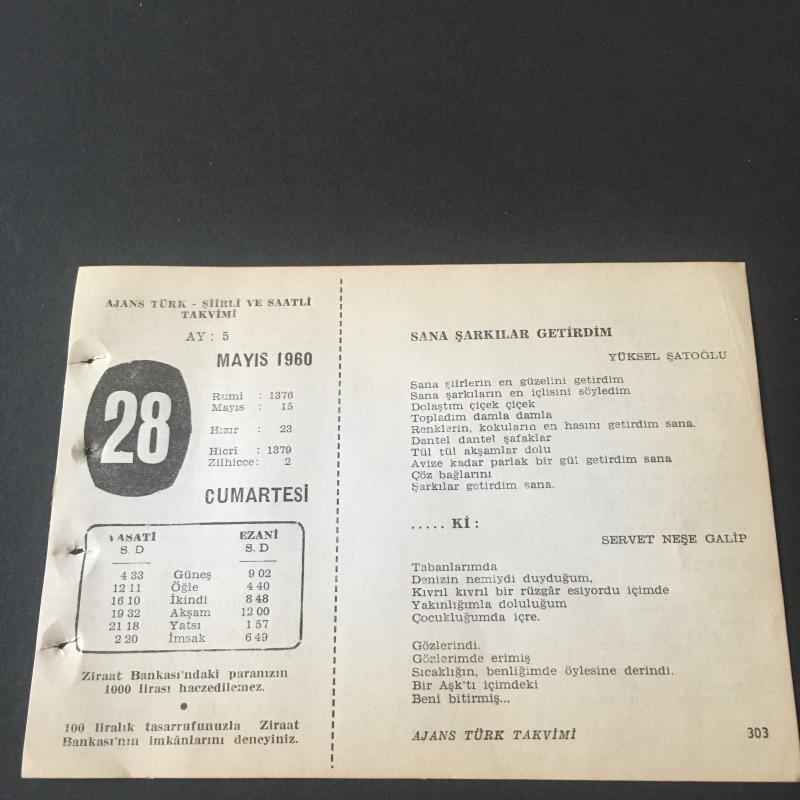 AJANS TÜRK - ŞİİRLİ VE SAATLİ
TAKVİMİ
AY : 5
MAYIS 1960
28
Rumî : 1376
Mayıs : 15
Hızır : 23
Hicrî : 1379
Zilhicce: 2
CUMARTESİ
VASATİ EZANİ
S. D S. D
4 33 Güneş 9 02
12 11 Öğle 4 40
16 10 İkindi 8 48
19 32 Akşam 12 00
21 18 Yatsı 1 57
2 20 İmsak 6 49
Ziraat Bankası'ndaki paranızın
1000 lirası haczedilemez.
100 liralık tasarrufunuzla Ziraat
Bankası'nın imkânlarını deneyiniz.
SANA ŞARKILAR GETİRDİM
YÜKSEL ŞATOĞLU
Sana şiirlerin en güzelini getirdim
Sana şarkıların en içlisini söyledim
Dolaştım çiçek çiçek
Topladım damla damla
Renklerin, kokuların en hasını getirdim sana.
Dantel dantel şafaklar
Tül tül akşamlar dolu
Avize kadar parlak bir gül getirdim sana
Çöz bağlarını
Şarkılar getirdim sana.
..... Kİ :
SERVET NEŞE GALİP
Tabanlarımda
Denizin nemiydi duyduğum,
Kıvrıl kıvrıl bir rüzgâr esiyordu içimde
Yakınlığımla doluluğum
Çocukluğumda içre.
Gözlerindi.
Gözlerimde erimiş
Sıcaklığın, benliğimde öylesine derindi.
Bir Aşk'tı içimdeki
Beni bitirmiş...
AJANS TÜRK TAKVİMİ 303